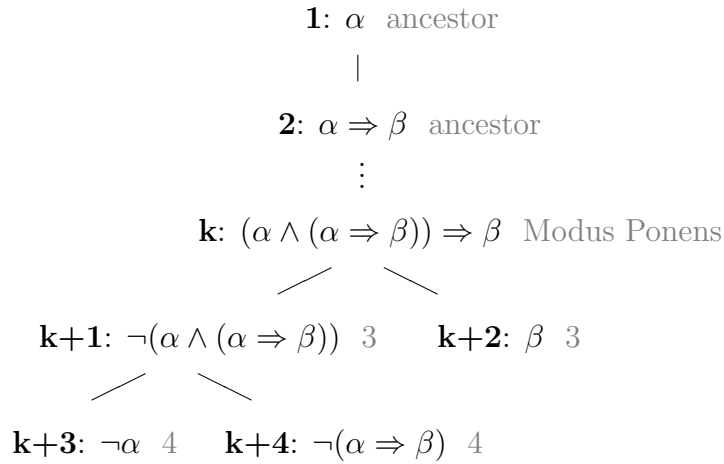 1: α ancestor
2: α ⇒ β ancestor
⋮
k: (α ∧ (α ⇒ β)) ⇒ β Modus Ponens
k+1: ¬(α ∧ (α ⇒ β)) 3 k+2: β 3
k+3: ¬α 4 k+4: ¬(α ⇒ β) 4